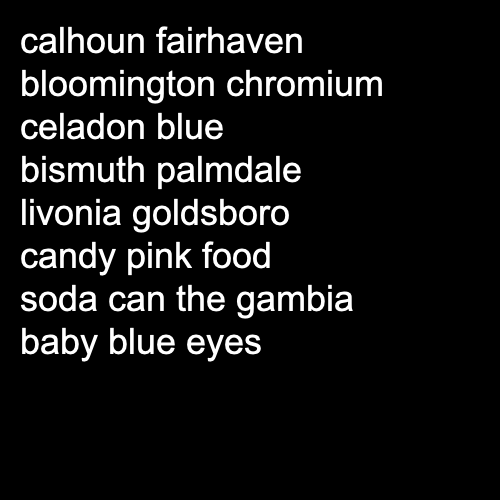 calhoun fairhaven
bloomington chromium
celadon blue
bismuth palmdale
livonia goldsboro
candy pink food
soda can the gambia
baby blue eyes